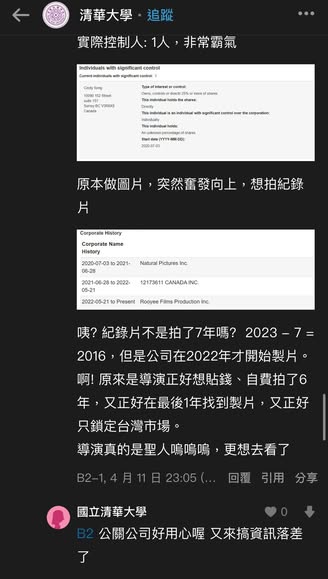 清華大學・追蹤
實際控制人: 1人，非常霸氣
Individuals with significant control
Current individuals with significant control: 1
Cindy Song
Surrey BC
Canada
Type of interest or control:
Owns, controls or directs 25% or more of shares
This individual holds the shares:
Directly
This individual is an individual with significant control over the corporation:
Individually
This individual holds:
An unknown percentage of shares
Start date (YYYY-MM-DD):
2020-07-03
原本做圖片，突然奮發向上，想拍紀錄
片
Corporate History
Corporate Name
History
2020-07-03 to 2021-
06-28
Natural Pictures Inc.
2021-06-28 to 2022-
05-21
12173611 CANADA INC.
2022-05-21 to Present
Rooyee Films Production Inc.
咦? 紀錄片不是拍了7年嗎? 2023 – 7 =
2016，但是公司在2022年才開始製片。
啊! 原來是導演正好想貼錢、自費拍了6
年，又正好在最後1年找到製片，又正好
只鎖定台灣市場。
導演真的是聖人嗚嗚嗚，更想去看了
B2-1, 4 月 11 日 23:05 (... 回覆 引用 分享
國立清華大學
0
B2 公關公司好用心喔 又來搞資訊落差
了